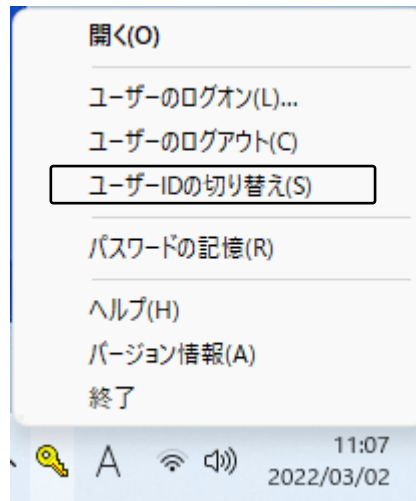 開く(O)
ユーザーのログオン(L)...
ユーザーのログアウト(C)
ユーザーIDの切り替え(S)
パスワードの記憶(R)
ヘルプ(H)
バージョン情報(A)
終了
A
11:07
2022/03/02